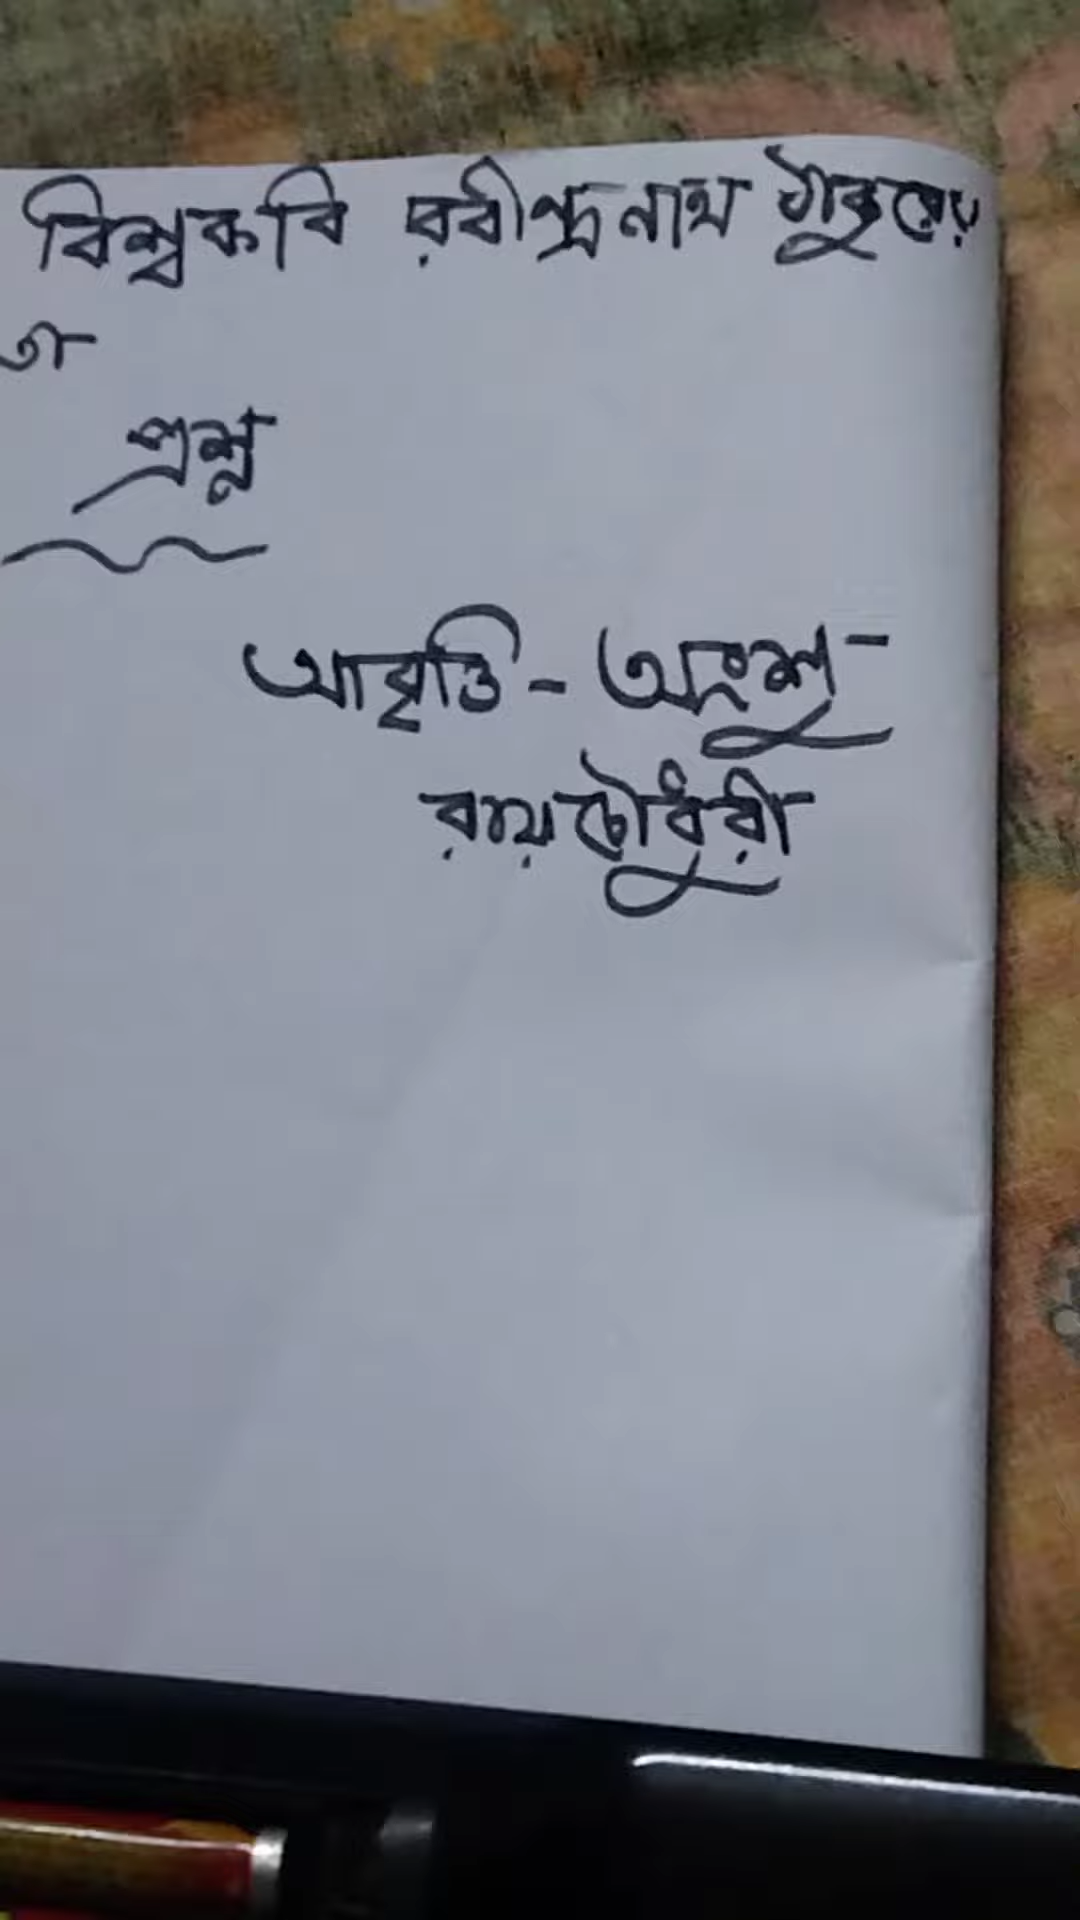 বিশ্বকবি রবীন্দ্রনাথ ঠাকুরের
তা
প্রশ্ন
আবৃত্তি - অংশু -
রায়চৌধুরী